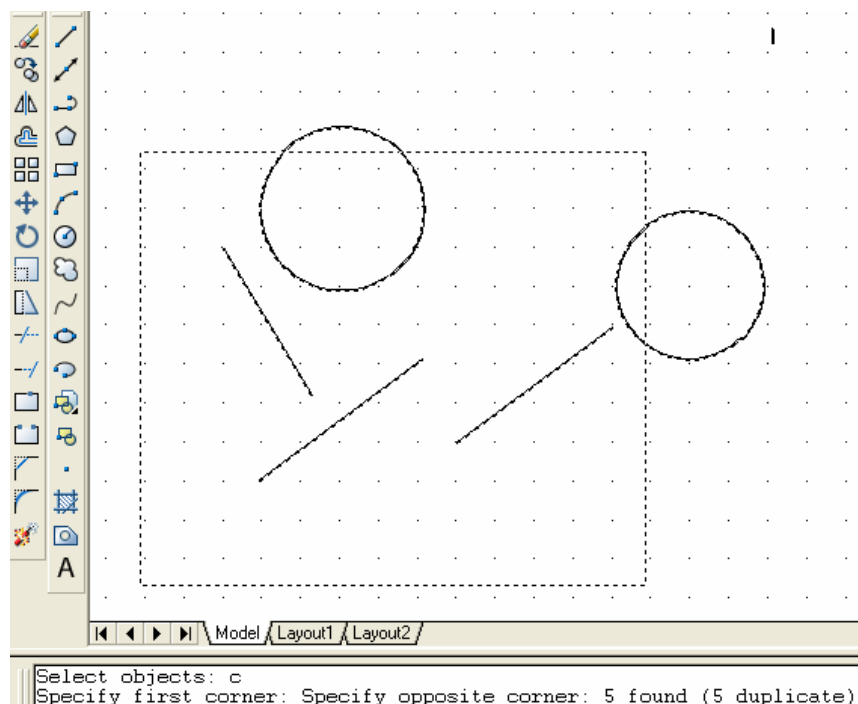 A
Model Layout1 Layout2
Select objects: c
Specify first corner: Specify opposite corner: 5 found (5 duplicate)